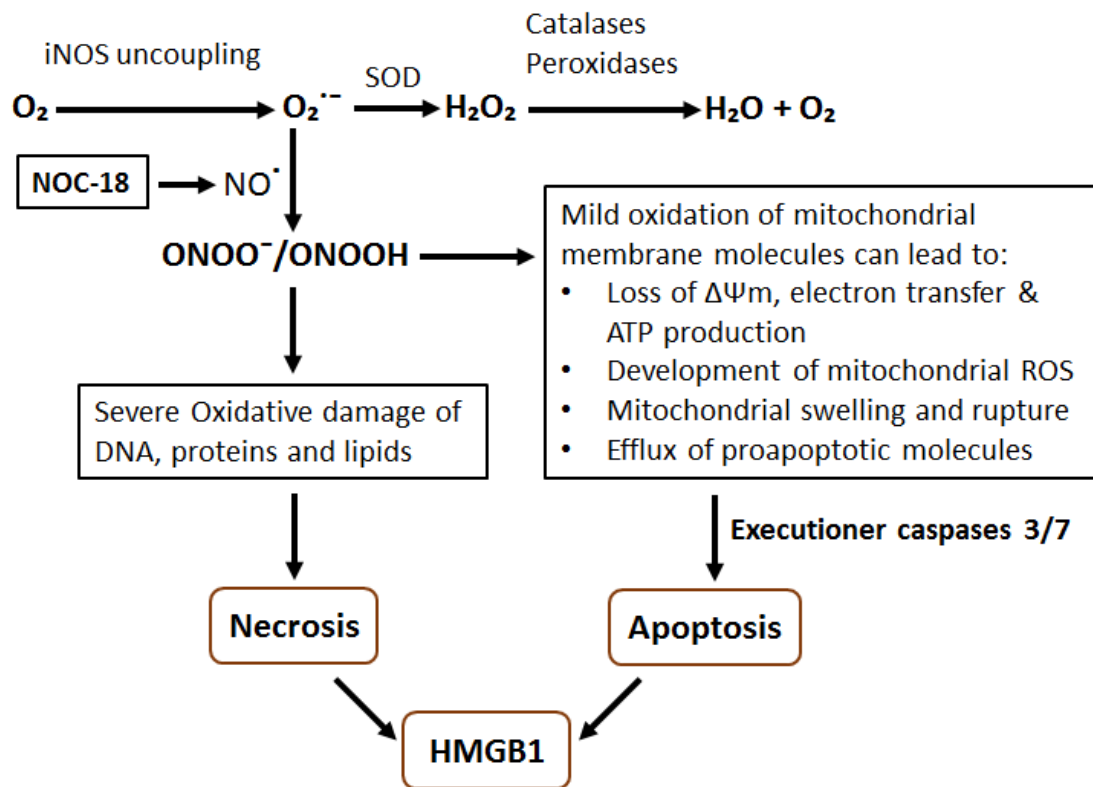 iNOS uncoupling
Catalases
Peroxidases
SOD
O₂
O₂˙⁻
H₂O₂
H₂O + O₂
NOC-18
NO˙
ONOO⁻/ONOOH
Mild oxidation of mitochondrial
membrane molecules can lead to:
• Loss of ΔΨm, electron transfer &
ATP production
• Development of mitochondrial ROS
• Mitochondrial swelling and rupture
• Efflux of proapoptotic molecules
Severe Oxidative damage of
DNA, proteins and lipids
Executioner caspases 3/7
Necrosis
Apoptosis
HMGB1